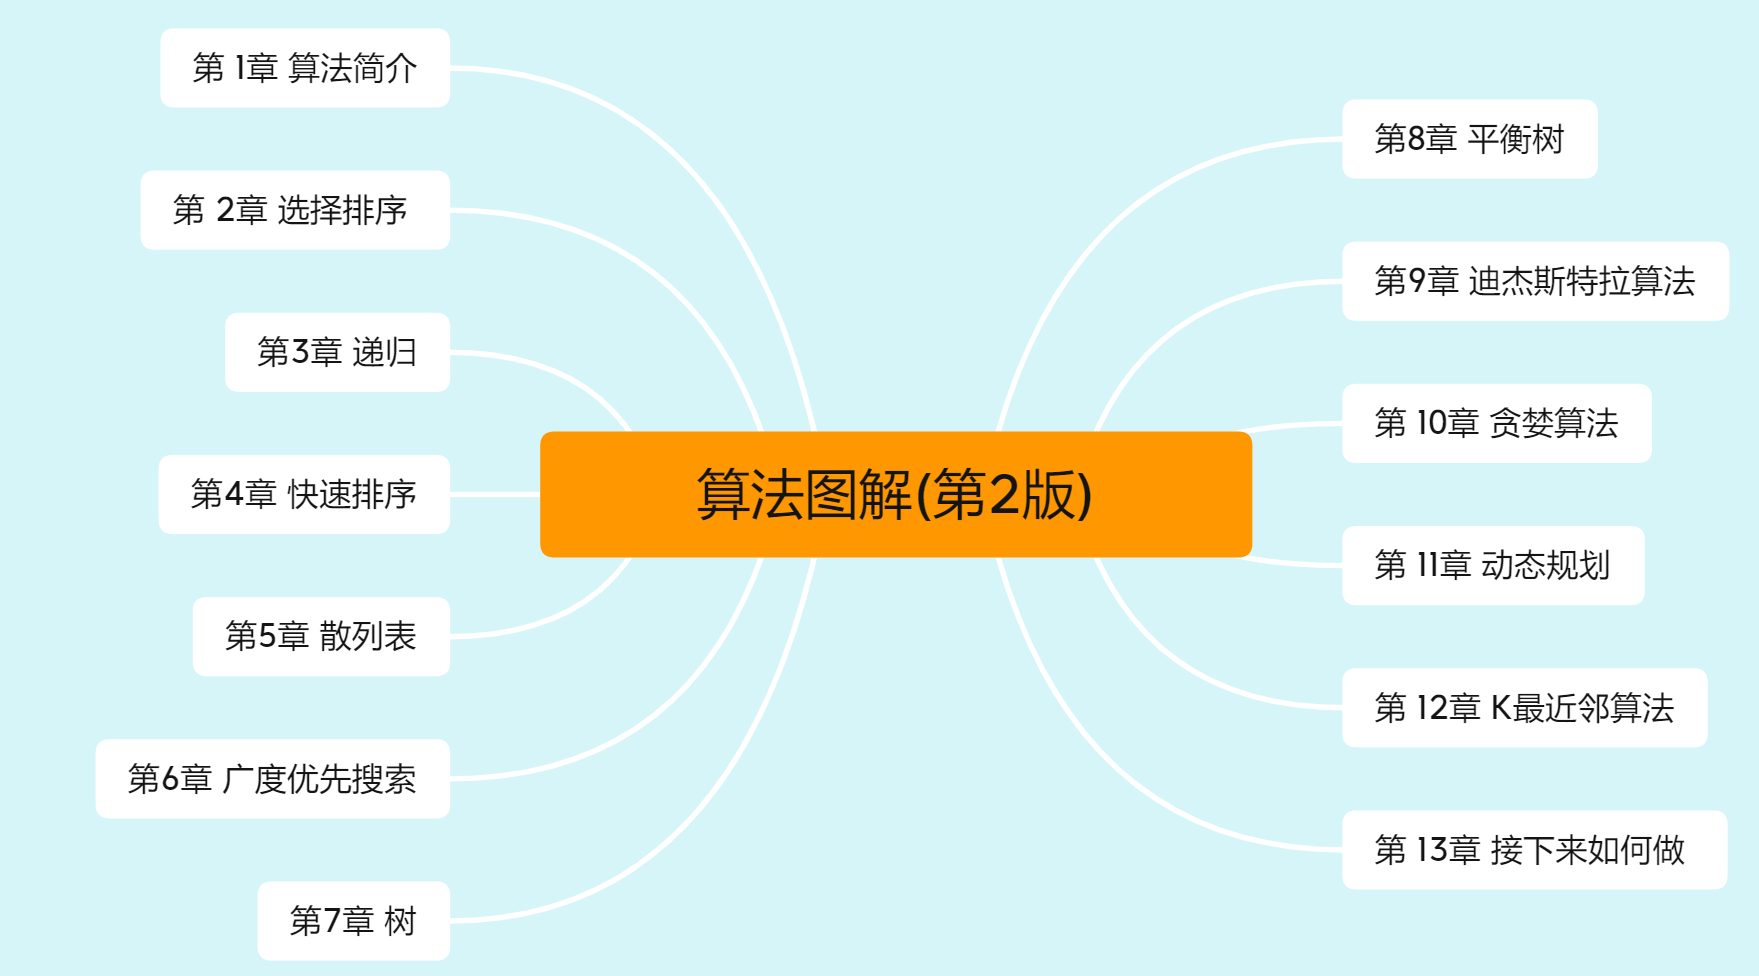 算法图解(第2版)
第 1章 算法简介
第 2章 选择排序
第3章 递归
第4章 快速排序
第5章 散列表
第6章 广度优先搜索
第7章 树
第8章 平衡树
第9章 迪杰斯特拉算法
第 10章 贪婪算法
第 11章 动态规划
第 12章 K最近邻算法
第 13章 接下来如何做